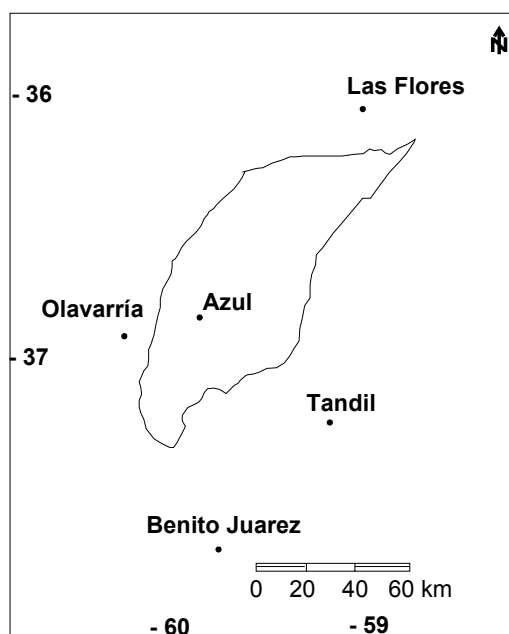 N
Las Flores
- 36
Azul
Olavarría
- 37
Tandil
Benito Juarez
0 20 40 60 km
- 60 - 59